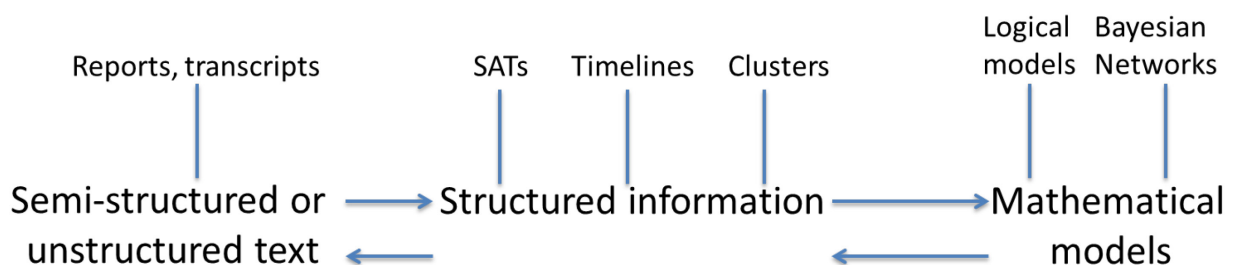 Logical Bayesian
Reports, transcripts SATs Timelines Clusters models Networks
Semi-structured or Structured information Mathematical
unstructured text models